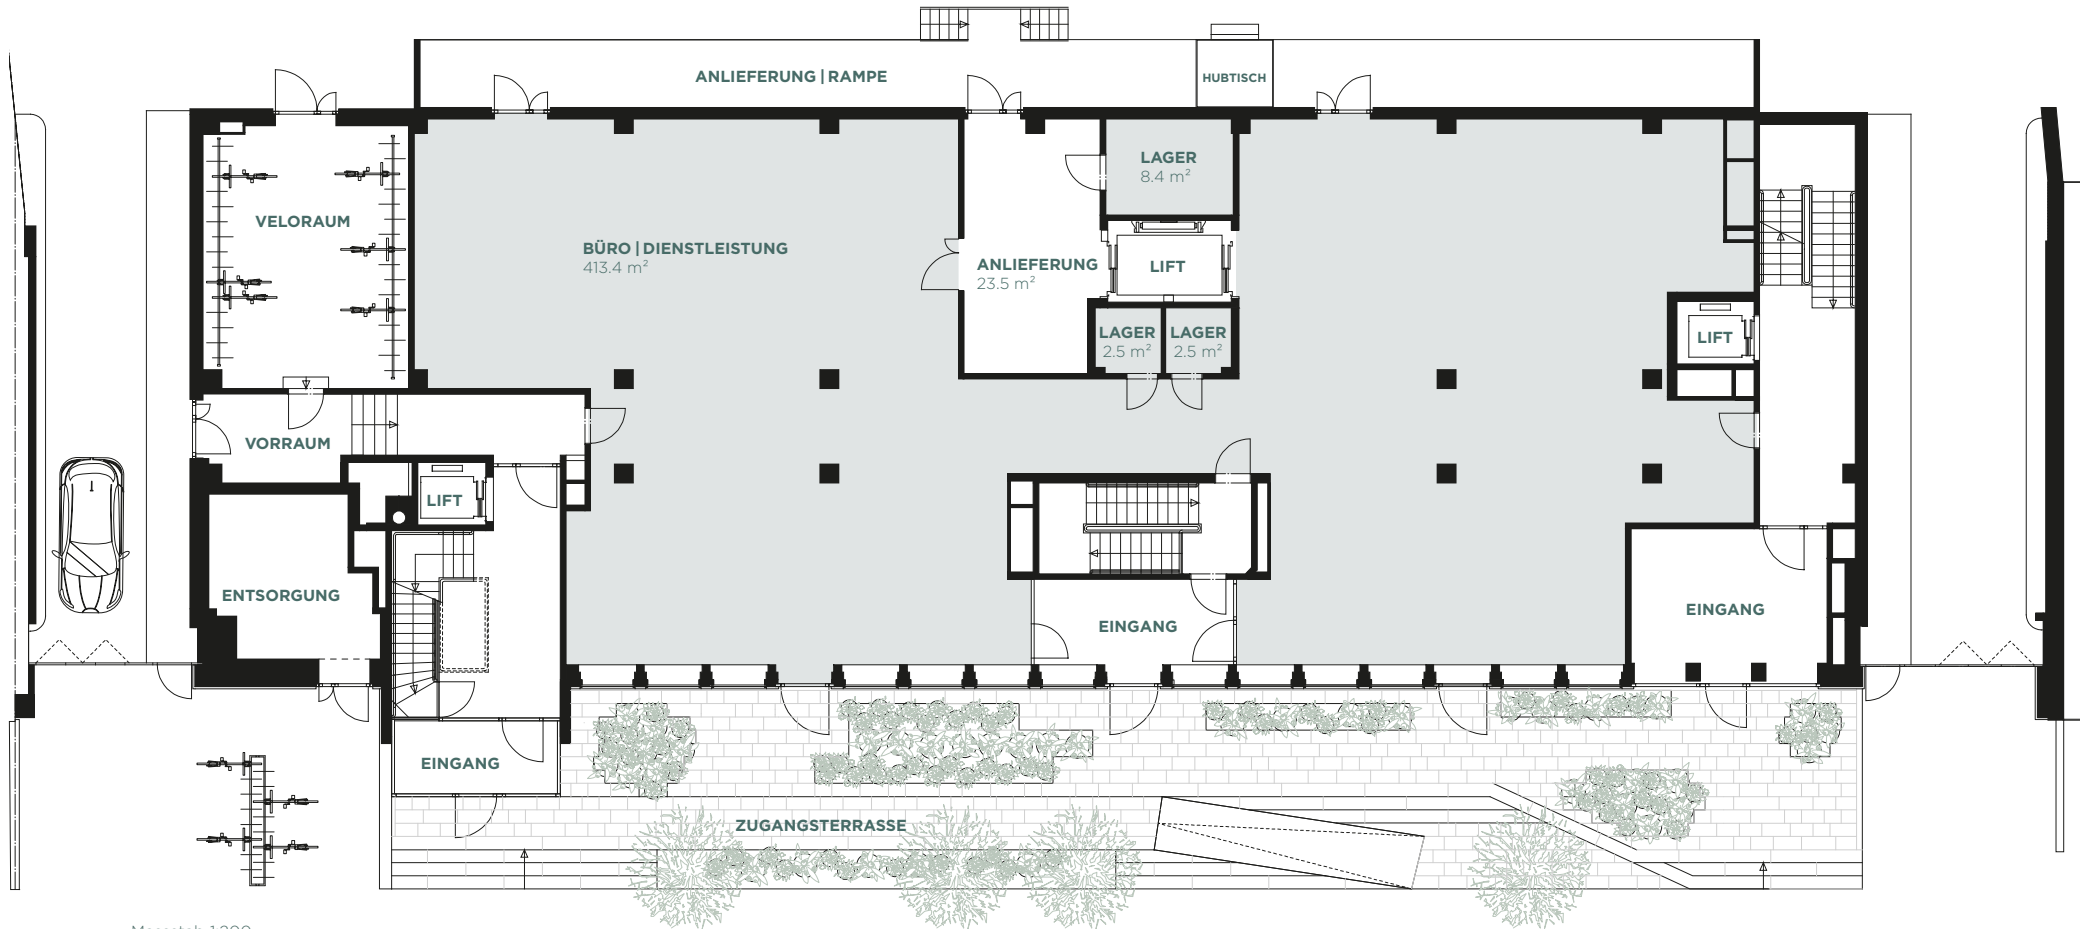 ANLIEFERUNG | RAMPE
HUBTISCH
LAGER
8.4 m²
VELORAUM
BÜRO | DIENSTLEISTUNG
413.4 m²
ANLIEFERUNG
23.5 m²
LIFT
LAGER
2.5 m²
LAGER
2.5 m²
LIFT
VORRAUM
LIFT
ENTSORGUNG
EINGANG
EINGANG
EINGANG
ZUGANGSTERRASSE